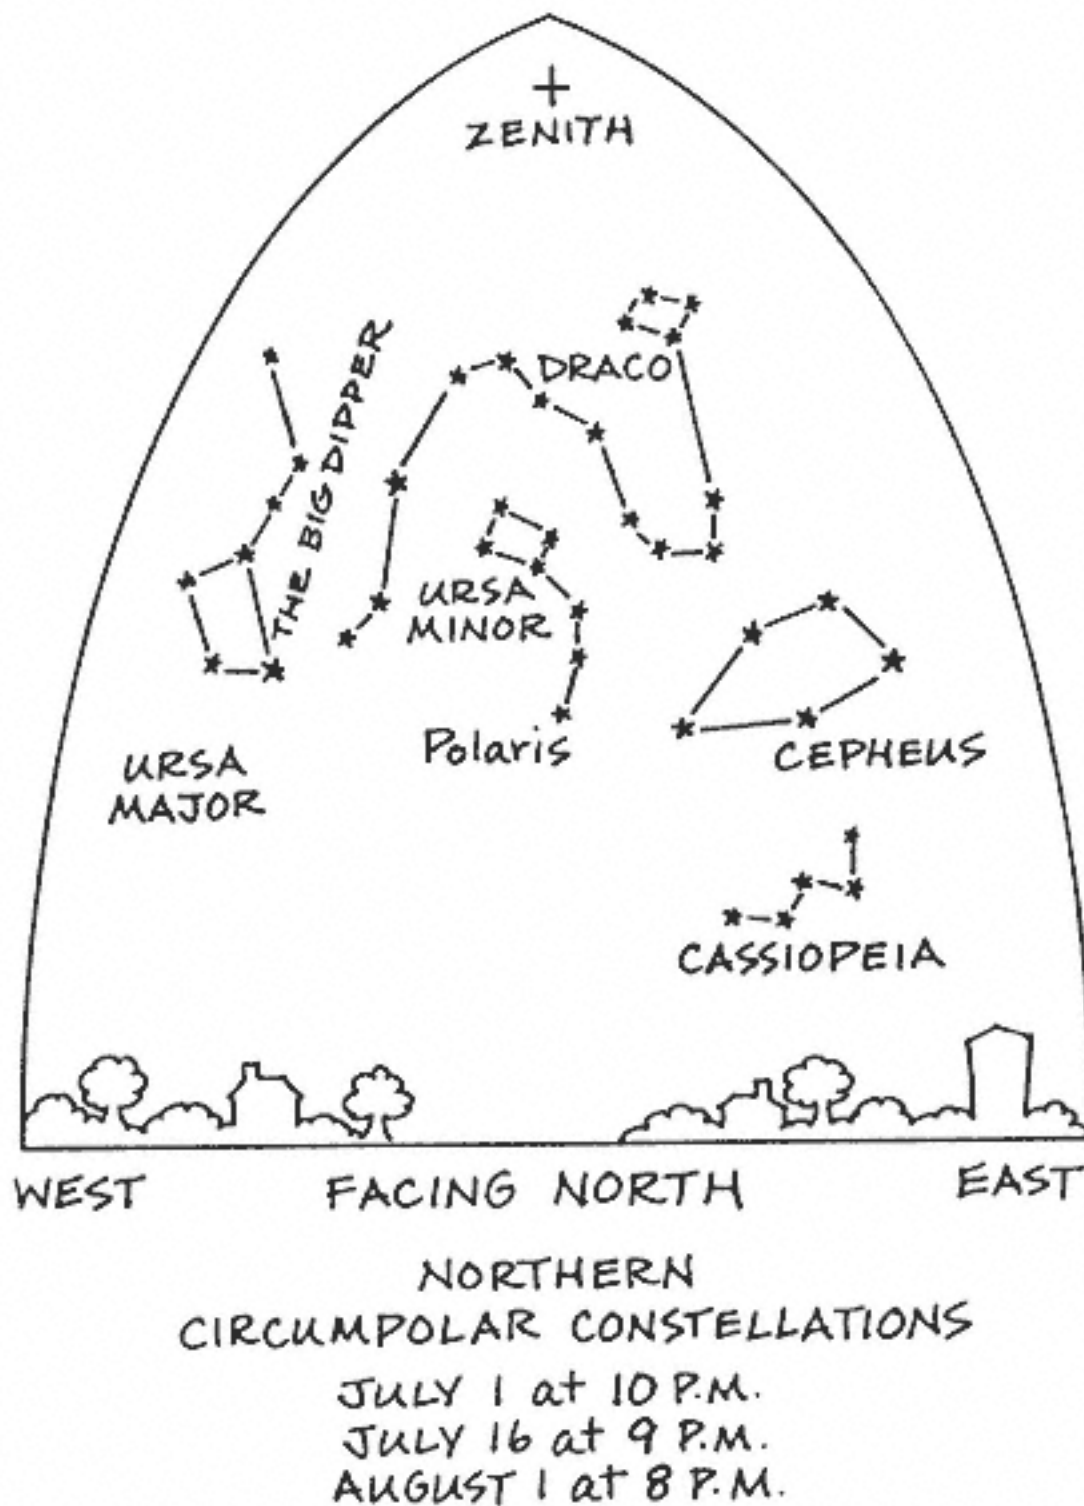 ZENITH
DRACO
THE BIG DIPPER
URSA
MINOR
Polaris
URSA
MAJOR
CEPHEUS
CASSIOPEIA
WEST
FACING NORTH
EAST
NORTHERN
CIRCUMPOLAR CONSTELLATIONS
JULY 1 at 10 P.M.
JULY 16 at 9 P.M.
AUGUST 1 at 8 P.M.